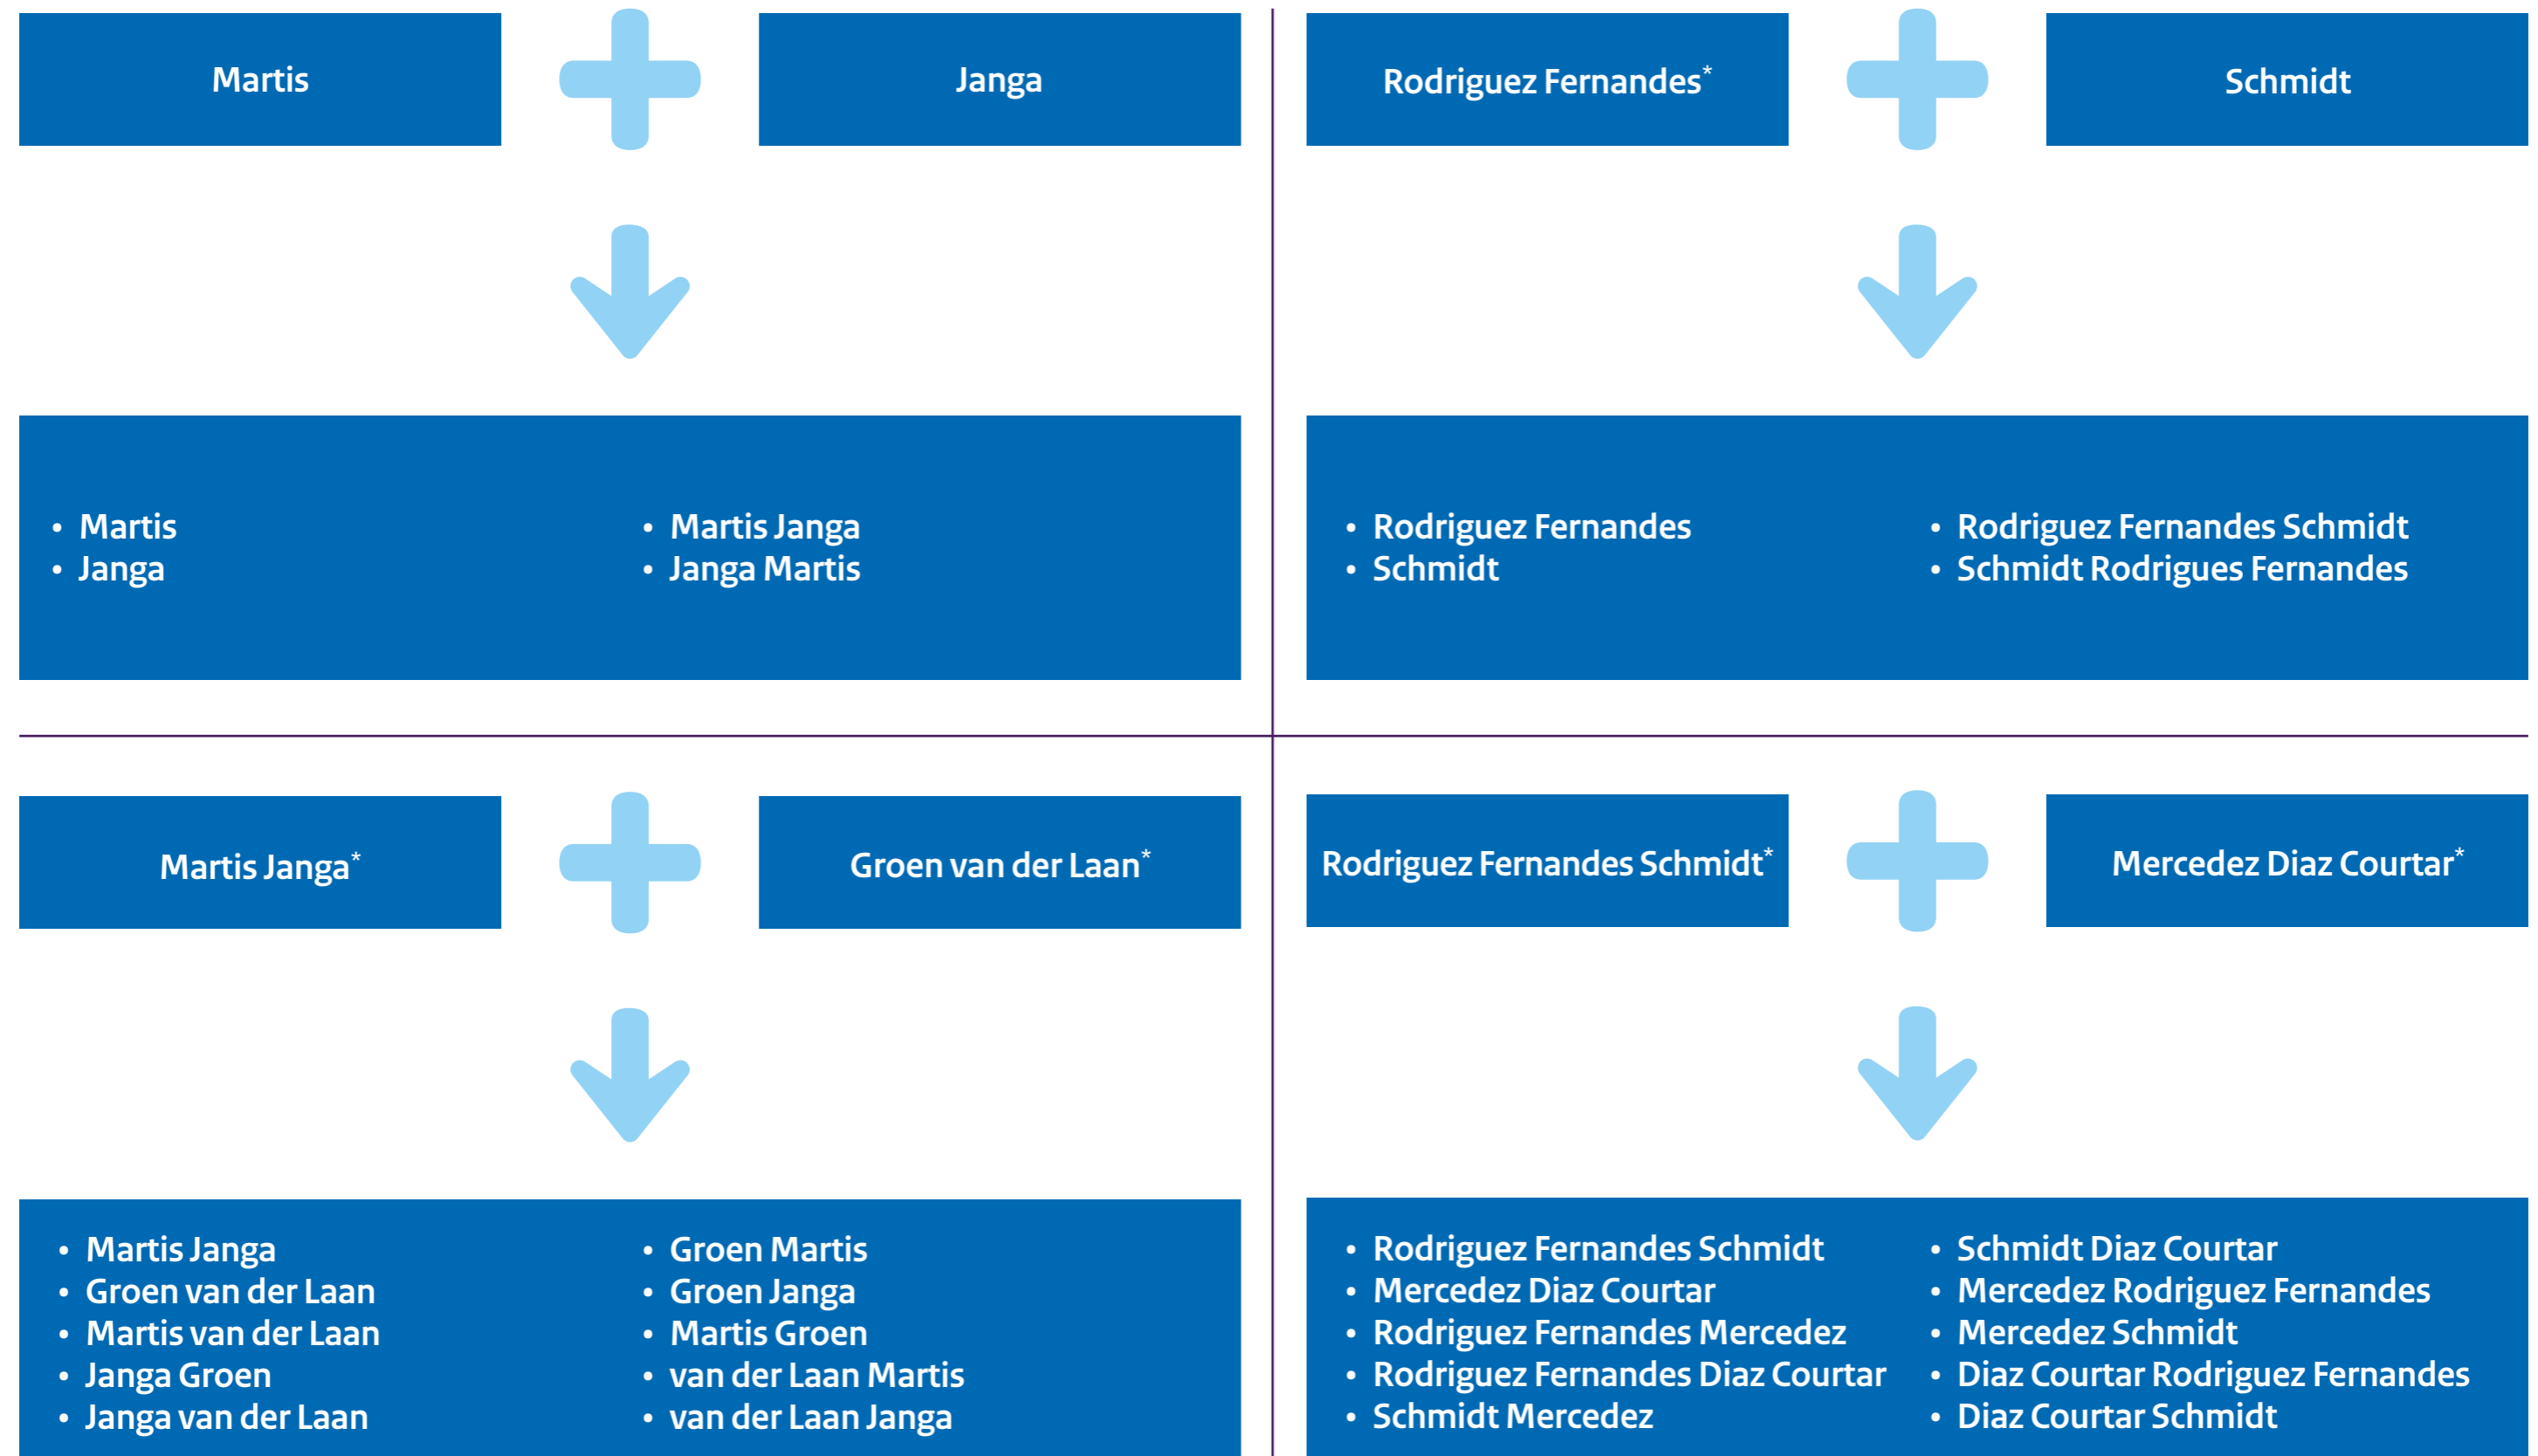 Martis
Janga
• Martis
• Janga
• Martis Janga
• Janga Martis
Rodriguez Fernandes*
Schmidt
• Rodriguez Fernandes
• Schmidt
• Rodriguez Fernandes Schmidt
• Schmidt Rodrigues Fernandes
Martis Janga*
Groen van der Laan*
• Martis Janga
• Groen van der Laan
• Martis van der Laan
• Janga Groen
• Janga van der Laan
• Groen Martis
• Groen Janga
• Martis Groen
• van der Laan Martis
• van der Laan Janga
Rodriguez Fernandes Schmidt*
Mercedez Diaz Courtar*
• Rodriguez Fernandes Schmidt
• Mercedez Diaz Courtar
• Rodriguez Fernandes Mercedez
• Rodriguez Fernandes Diaz Courtar
• Schmidt Mercedez
• Schmidt Diaz Courtar
• Mercedez Rodriguez Fernandes
• Mercedez Schmidt
• Diaz Courtar Rodriguez Fernandes
• Diaz Courtar Schmidt